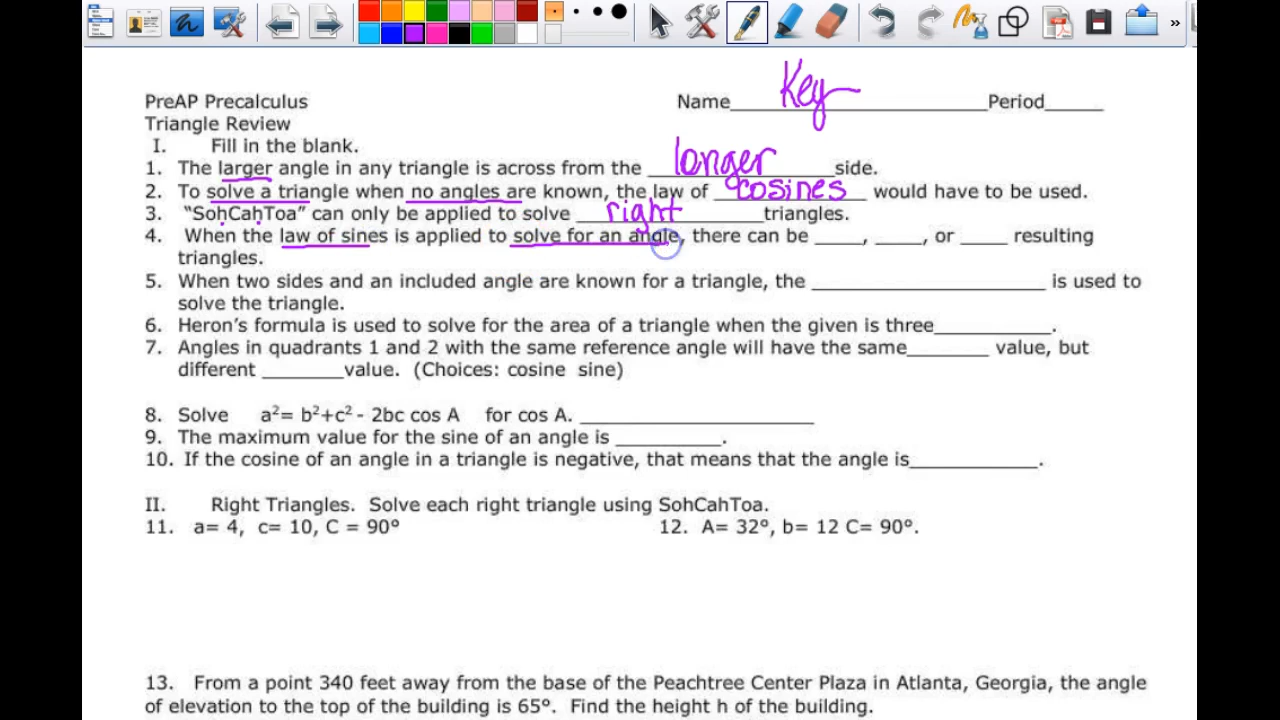 PreAP Precalculus Name Key Period
Triangle Review
I. Fill in the blank.
1. The larger angle in any triangle is across from the longer side.
2. To solve a triangle when no angles are known, the law of cosines would have to be used.
3. “SohCahToa” can only be applied to solve right triangles.
4. When the law of sines is applied to solve for an angle, there can be ____, ____, or ____ resulting
triangles.
5. When two sides and an included angle are known for a triangle, the ____________________ is used to
solve the triangle.
6. Heron’s formula is used to solve for the area of a triangle when the given is three__________.
7. Angles in quadrants 1 and 2 with the same reference angle will have the same_______ value, but
different _______value. (Choices: cosine sine)
8. Solve a²= b²+c² - 2bc cos A for cos A. ____________________
9. The maximum value for the sine of an angle is _________.
10. If the cosine of an angle in a triangle is negative, that means that the angle is___________.
II. Right Triangles. Solve each right triangle using SohCahToa.
11. a= 4, c= 10, C = 90° 12. A= 32°, b= 12 C= 90°.
13. From a point 340 feet away from the base of the Peachtree Center Plaza in Atlanta, Georgia, the angle
of elevation to the top of the building is 65°. Find the height h of the building.